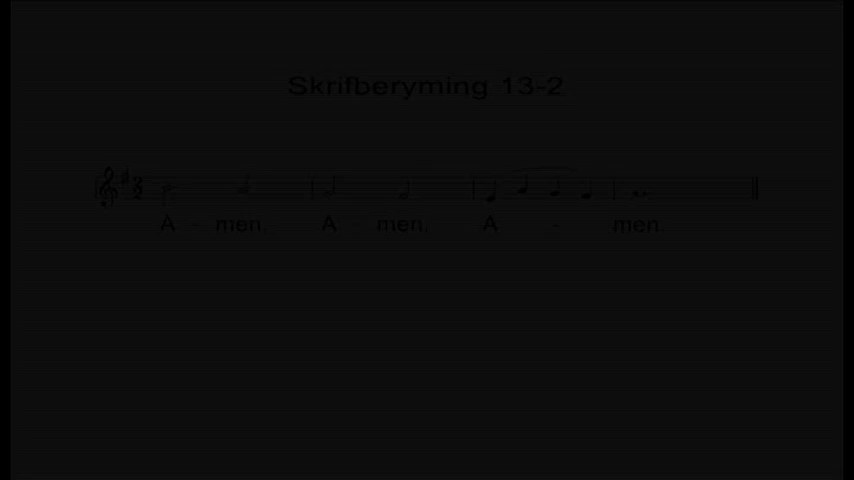 Skrifberyming 13-2
A - men, A - men, A - men.